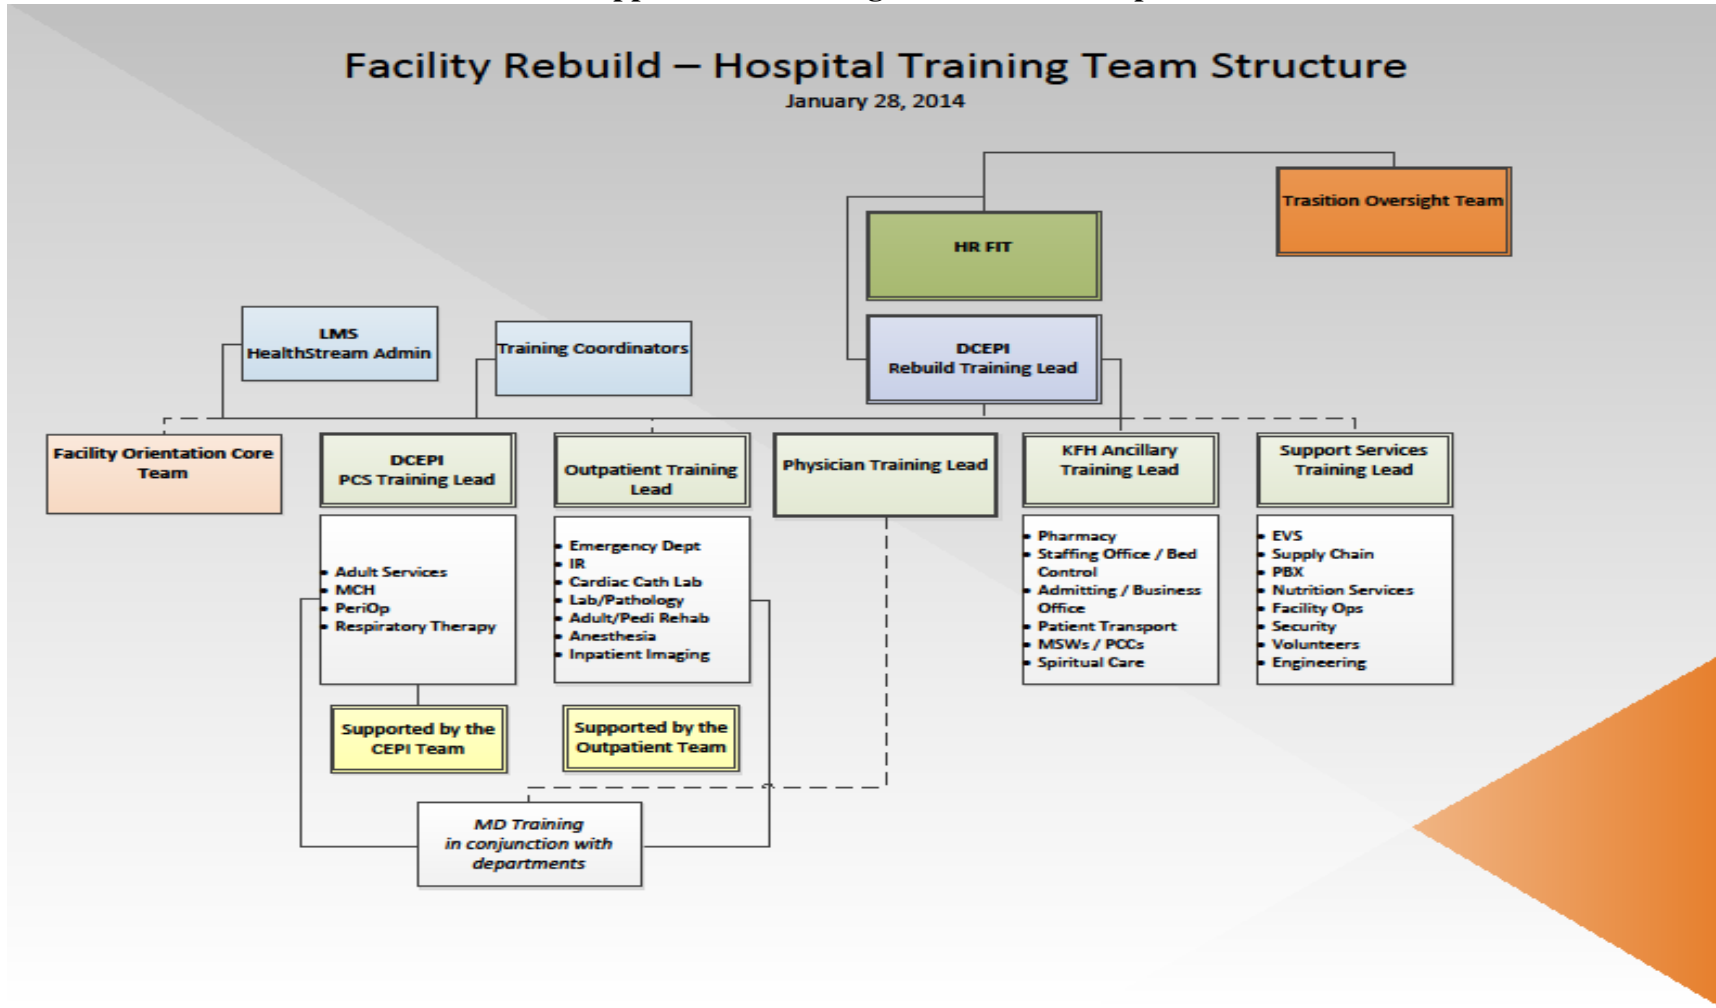 Facility Rebuild – Hospital Training Team Structure
January 28, 2014
Trasition Oversight Team
HR FIT
LMS
HealthStream Admin
Training Coordinators
DCEPI
Rebuild Training Lead
Facility Orientation Core
Team
DCEPI
PCS Training Lead
Outpatient Training
Lead
Physician Training Lead
KFH Ancillary
Training Lead
Support Services
Training Lead
• Adult Services
• MCH
• PeriOp
• Respiratory Therapy
• Emergency Dept
• IR
• Cardiac Cath Lab
• Lab/Pathology
• Adult/Pedi Rehab
• Anesthesia
• Inpatient Imaging
• Pharmacy
• Staffing Office / Bed
Control
• Admitting / Business
Office
• Patient Transport
• MSWs / PCCs
• Spiritual Care
• EVS
• Supply Chain
• PBX
• Nutrition Services
• Facility Ops
• Security
• Volunteers
• Engineering
Supported by the
CEPI Team
Supported by the
Outpatient Team
MD Training
in conjunction with
departments